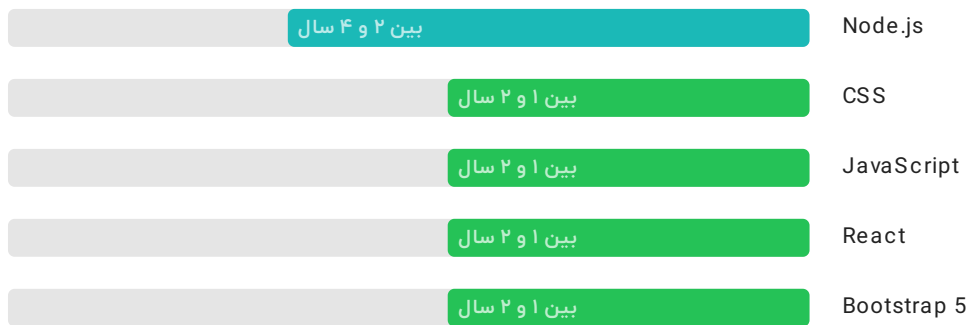 Node.js بین ۲ و ۴ سال
CSS بین ۱ و ۲ سال
JavaScript بین ۱ و ۲ سال
React بین ۱ و ۲ سال
Bootstrap 5 بین ۱ و ۲ سال